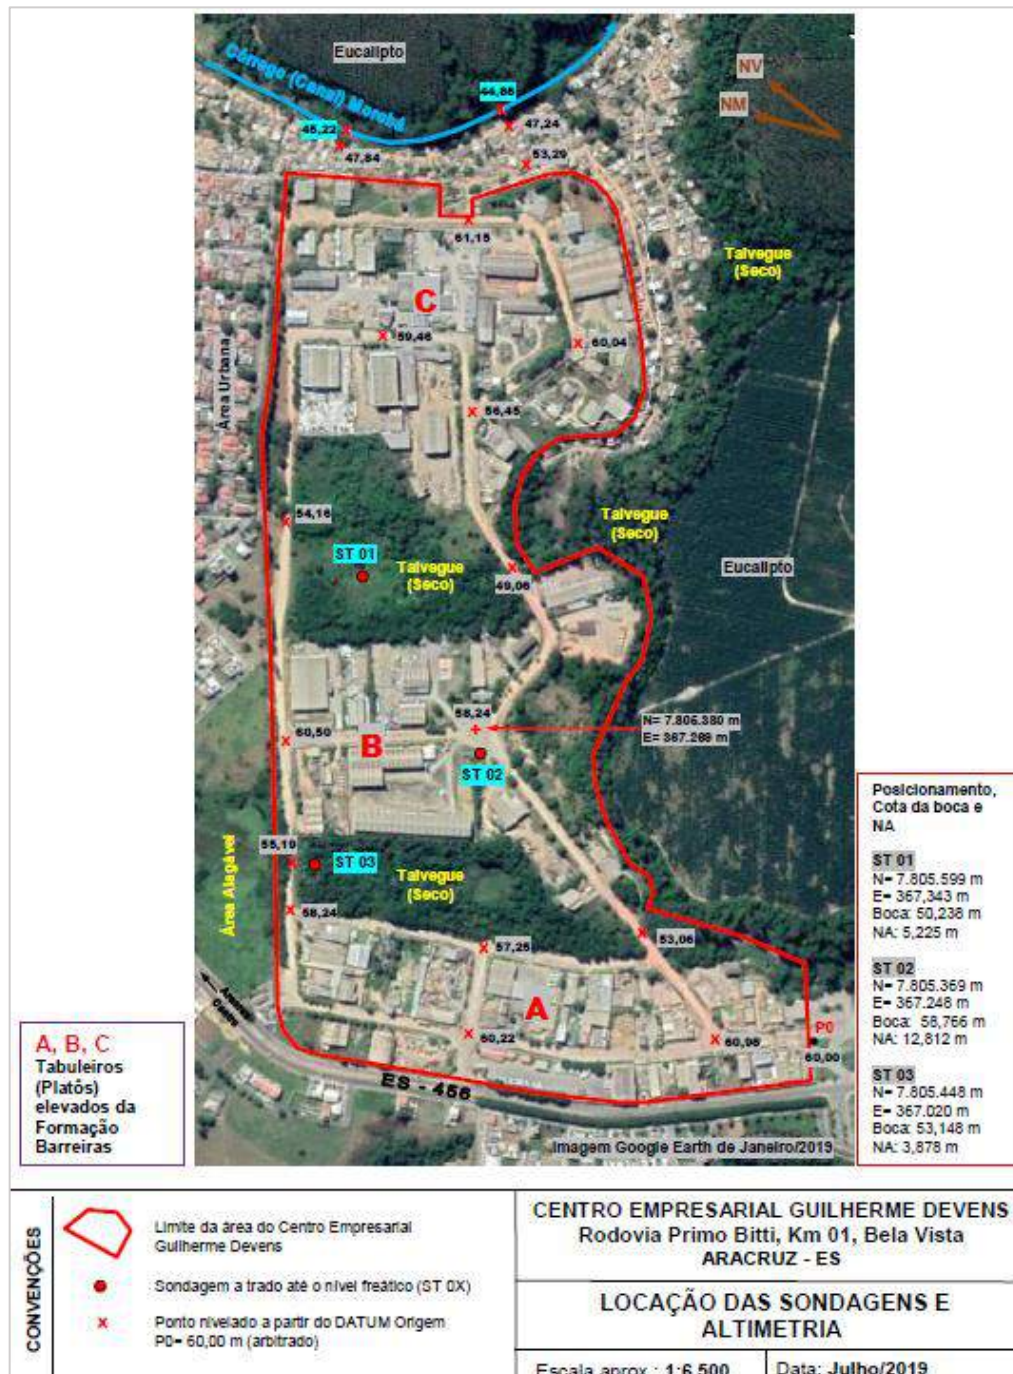 Eucalipto
Córrego (Canal) Morobá
NV
NM
44,88
47,24
45,22
47,84
53,29
61,15
Talvegue
(Seco)
C
59,46
60,04
Área Urbana
56,45
54,16
Talvegue
(Seco)
ST 01
Talvegue
(Seco)
Eucalipto
49,06
58,24
N= 7.805.380 m
E= 367.269 m
60,50
B
ST 02
Posicionamento,
Cota da boca e
NA
ST 01
N= 7.805.599 m
E= 367,343 m
Boca: 50,238 m
NA: 5,225 m
ST 02
N= 7.805.369 m
E= 367.248 m
Boca: 58,766 m
NA: 12,812 m
ST 03
N= 7.805.448 m
E= 367.020 m
Boca: 53,148 m
NA: 3,878 m
55,19
ST 03
Talvegue
(Seco)
Área Alagável
58,24
53,06
57,25
A
Aracruz
Centro
P0
60,22
60,00
ES - 456
A, B, C
Tabuleiros
(Platôs)
elevados da
Formação
Barreiras
Imagem Google Earth de Janeiro/2019
CONVENÇÕES
Limite da área do Centro Empresarial
Guilherme Devens
Sondagem a trado até o nível freático (ST 0X)
Ponto nivelado a partir do DATUM Origem
P0= 60,00 m (arbitrado)
CENTRO EMPRESARIAL GUILHERME DEVENS
Rodovia Primo Bitti, Km 01, Bela Vista
ARACRUZ - ES
LOCAÇÃO DAS SONDAGENS E
ALTIMETRIA
Escala aprox.: 1:6.500
Data: Julho/2019